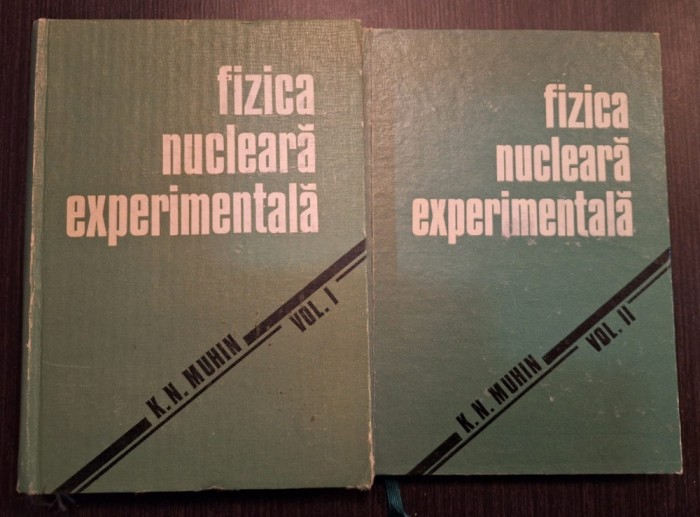 fizica
nucleară
experimentală
K.N. MUHIN
VOL. I
fizica
nucleară
experimentală
K.N. MUHIN
VOL. II